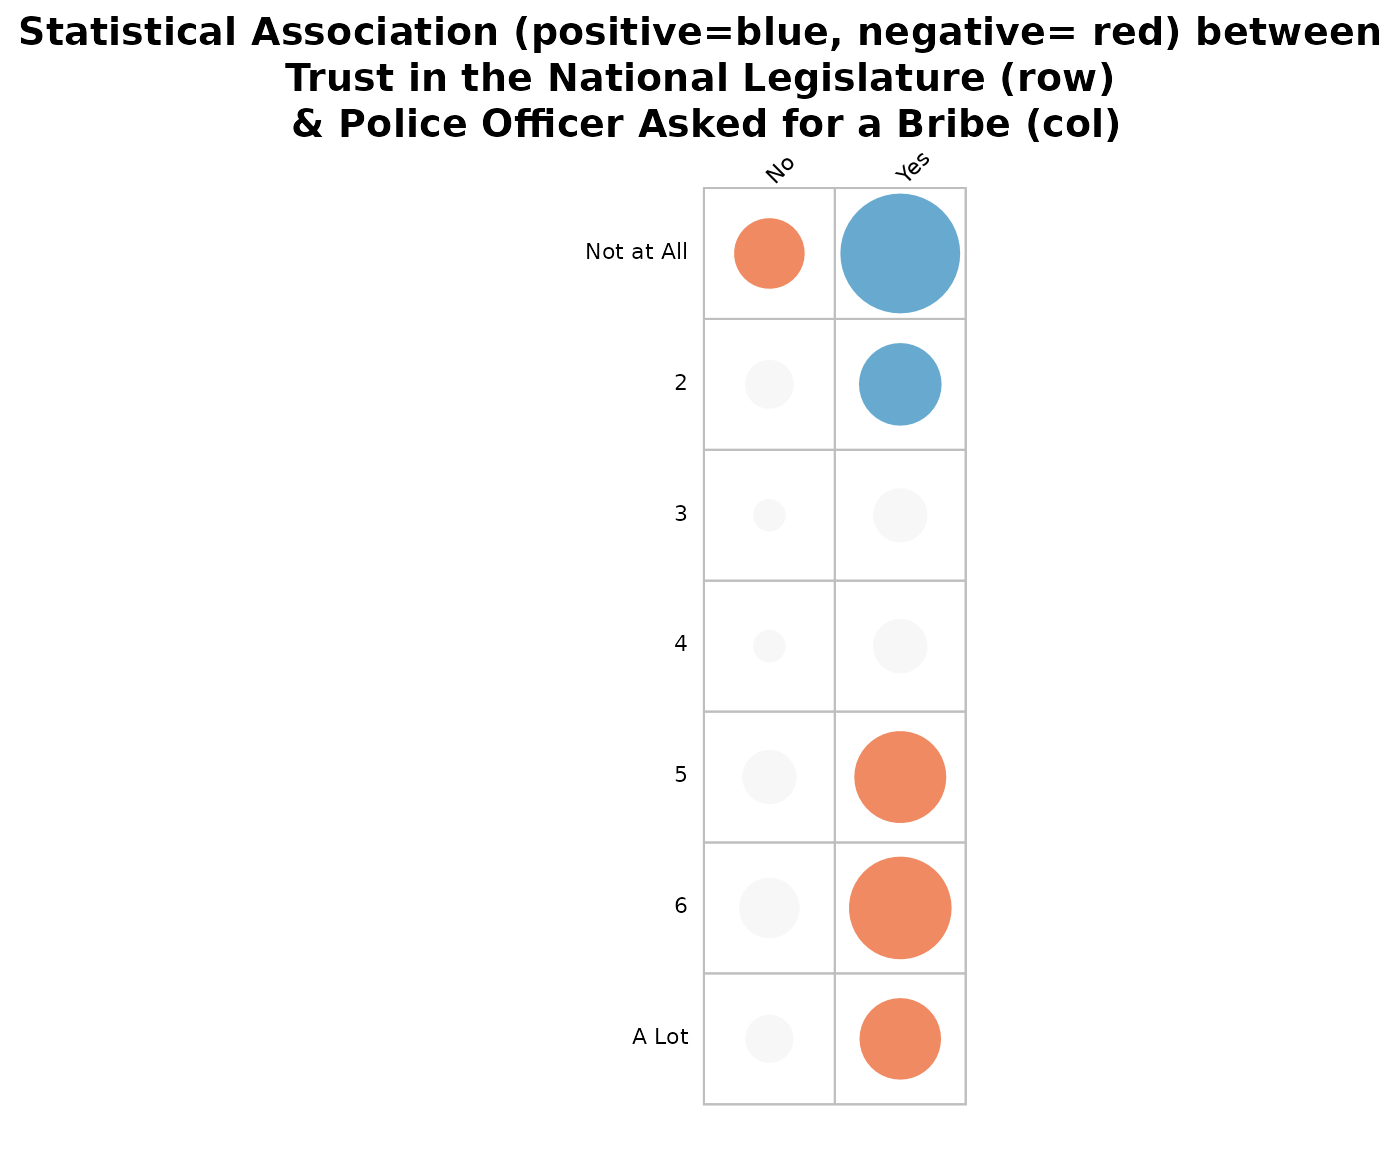 Statistical Association (positive=blue, negative= red) between
Trust in the National Legislature (row)
& Police Officer Asked for a Bribe (col)
No
Yes
Not at All
2
3
4
5
6
A Lot